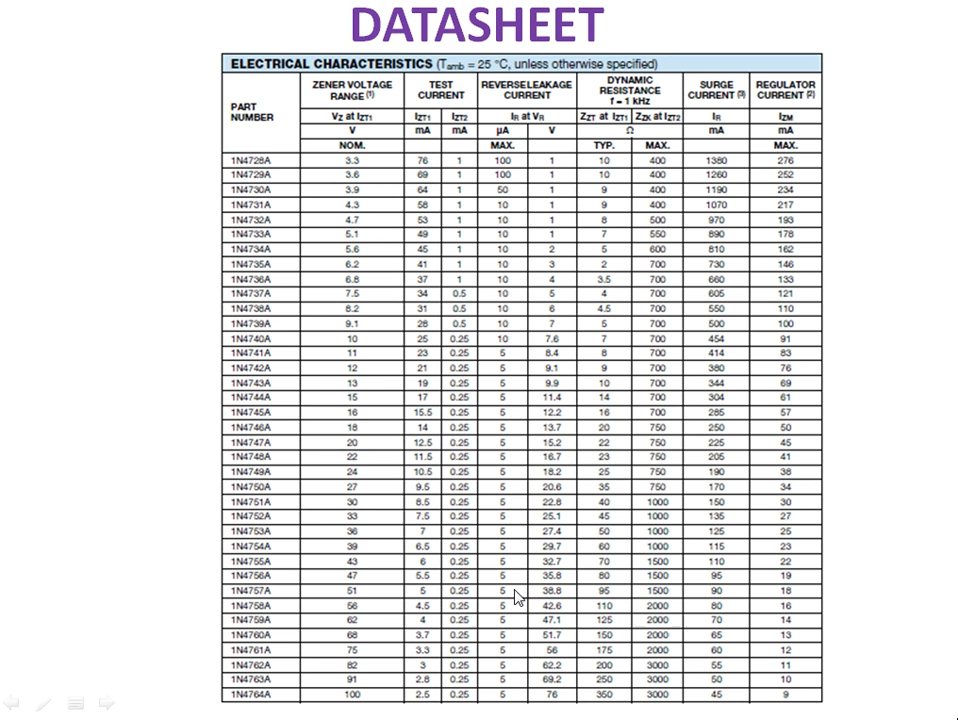 DATASHEET
ELECTRICAL CHARACTERISTICS (Tamb = 25 °C, unless otherwise specified)
PART NUMBER ZENER VOLTAGE RANGE (1) TEST CURRENT REVERSE LEAKAGE CURRENT DYNAMIC RESISTANCE f = 1 kHz SURGE CURRENT (3) REGULATOR CURRENT (2)
VZ at IZT1 IZT1 IZT2 IR at VR ZZT at IZT1 ZZK at IZT2 IR IZM
V mA mA µA V Ω mA mA
NOM. MAX. TYP. MAX. MAX.
1N4728A 3.3 76 1 100 1 10 400 1380 276
1N4729A 3.6 69 1 100 1 10 400 1260 252
1N4730A 3.9 64 1 50 1 9 400 1190 234
1N4731A 4.3 58 1 10 1 9 400 1070 217
1N4732A 4.7 53 1 10 1 8 500 970 193
1N4733A 5.1 49 1 10 1 7 550 890 178
1N4734A 5.6 45 1 10 2 5 600 810 162
1N4735A 6.2 41 1 10 3 2 700 730 146
1N4736A 6.8 37 1 10 4 3.5 700 660 133
1N4737A 7.5 34 0.5 10 5 4 700 605 121
1N4738A 8.2 31 0.5 10 6 4.5 700 550 110
1N4739A 9.1 28 0.5 10 7 5 700 500 100
1N4740A 10 25 0.25 10 7.6 7 700 454 91
1N4741A 11 23 0.25 5 8.4 8 700 414 83
1N4742A 12 21 0.25 5 9.1 9 700 380 76
1N4743A 13 19 0.25 5 9.9 10 700 344 69
1N4744A 15 17 0.25 5 11.4 14 700 304 61
1N4745A 16 15.5 0.25 5 12.2 16 700 285 57
1N4746A 18 14 0.25 5 13.7 20 750 250 50
1N4747A 20 12.5 0.25 5 15.2 22 750 225 45
1N4748A 22 11.5 0.25 5 16.7 23 750 205 41
1N4749A 24 10.5 0.25 5 18.2 25 750 190 38
1N4750A 27 9.5 0.25 5 20.6 35 750 170 34
1N4751A 30 8.5 0.25 5 22.8 40 1000 150 30
1N4752A 33 7.5 0.25 5 25.1 45 1000 135 27
1N4753A 36 7 0.25 5 27.4 50 1000 125 25
1N4754A 39 6.5 0.25 5 29.7 60 1000 115 23
1N4755A 43 6 0.25 5 32.7 70 1500 110 22
1N4756A 47 5.5 0.25 5 35.8 80 1500 95 19
1N4757A 51 5 0.25 5 38.8 95 1500 90 18
1N4758A 56 4.5 0.25 5 42.6 110 2000 80 16
1N4759A 62 4 0.25 5 47.1 125 2000 70 14
1N4760A 68 3.7 0.25 5 51.7 150 2000 65 13
1N4761A 75 3.3 0.25 5 56 175 2000 60 12
1N4762A 82 3 0.25 5 62.2 200 3000 55 11
1N4763A 91 2.8 0.25 5 69.2 250 3000 50 10
1N4764A 100 2.5 0.25 5 76 350 3000 45 9